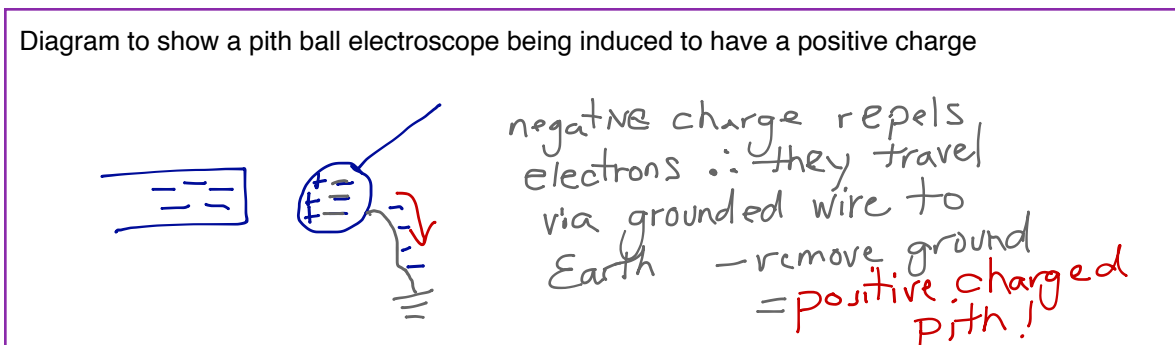 Diagram to show a pith ball electroscope being induced to have a positive charge
negative charge repels
electrons ∴ they travel
via grounded wire to
Earth – remove ground
= positive charged
pith!